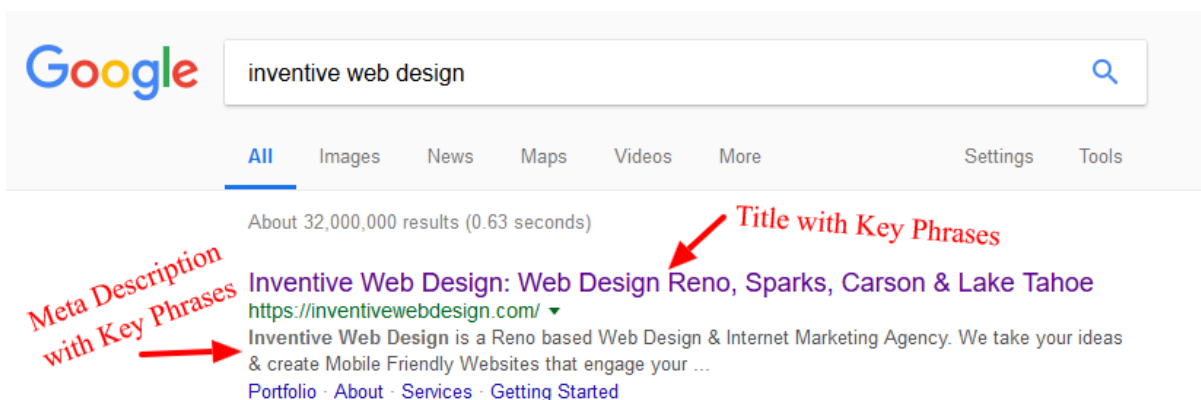 Google
inventive web design
All Images News Maps Videos More Settings Tools
About 32,000,000 results (0.63 seconds)
Title with Key Phrases
Meta Description
with Key Phrases
Inventive Web Design: Web Design Reno, Sparks, Carson & Lake Tahoe
https://inventivewebdesign.com/
Inventive Web Design is a Reno based Web Design & Internet Marketing Agency. We take your ideas
& create Mobile Friendly Websites that engage your ...
Portfolio · About · Services · Getting Started